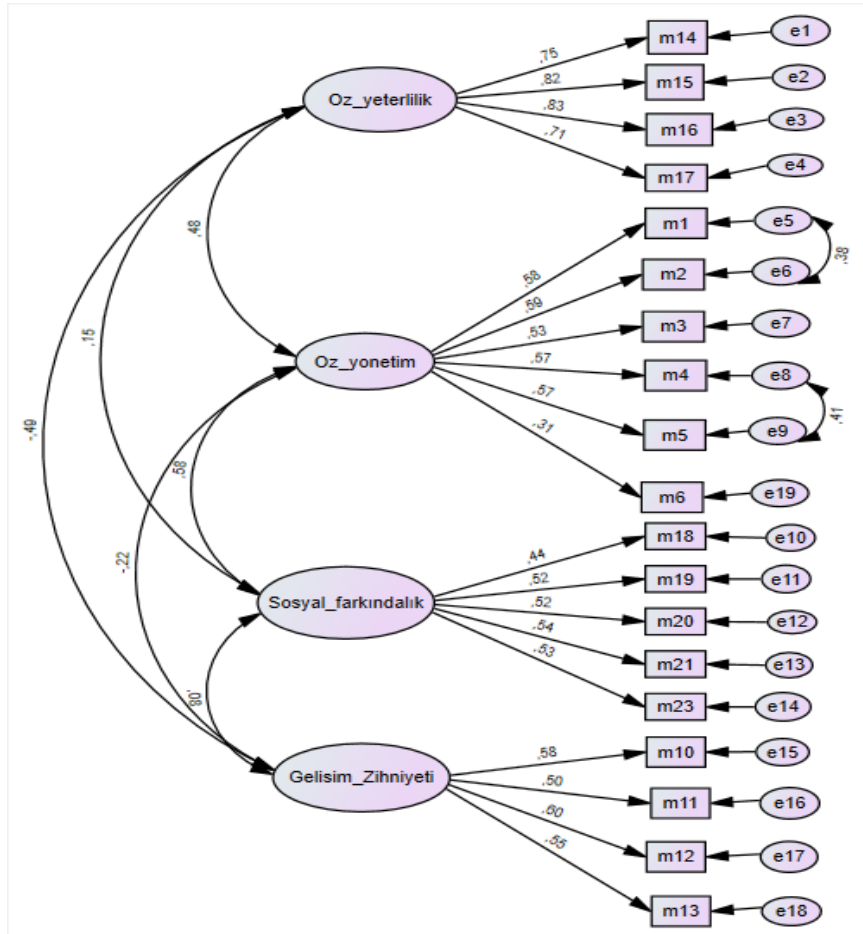 m14
e1
,75
,82
m15
e2
Oz_yeterlilik
,83
m16
e3
,71
m17
e4
,48
m1
e5
,58
,38
m2
e6
,59
,15
,53
m3
e7
Oz_yonetim
,57
m4
e8
-,49
,57
,41
m5
e9
,31
,58
m6
e19
-,22
m18
e10
,44
,52
m19
e11
Sosyal_farkındalık
,52
m20
e12
,54
m21
e13
,53
,08
m23
e14
,58
m10
e15
Gelisim_Zihniyeti
,50
m11
e16
,60
m12
e17
,55
m13
e18